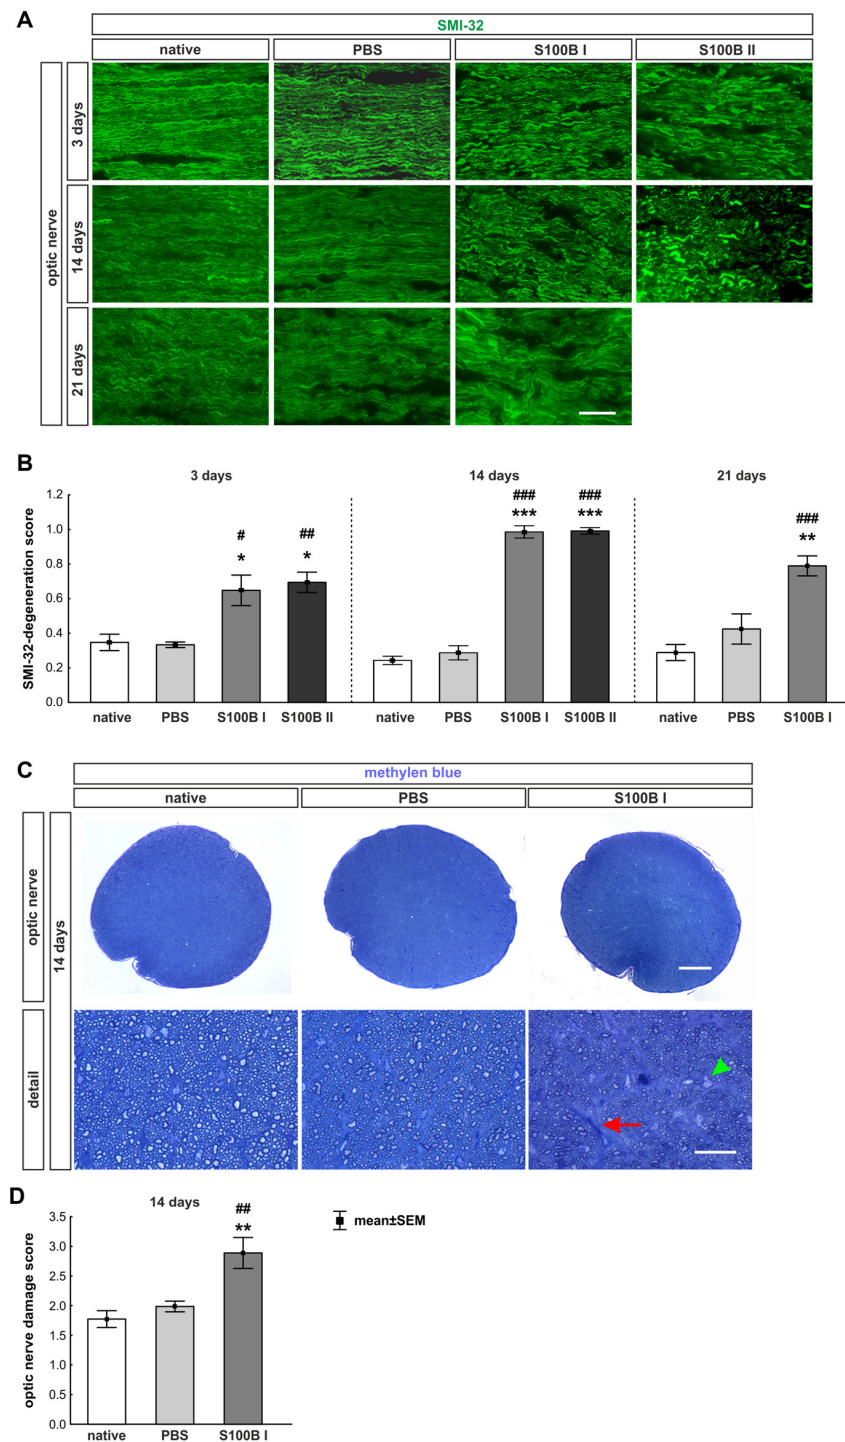 A
SMI-32
native PBS S100B I S100B II
optic nerve
3 days
14 days
21 days
B
3 days 14 days 21 days
SMI-32-degeneration score
1.2
1.0
0.8
0.6
0.4
0.2
0.0
# ## ### ### ###
* * *** *** **
native PBS S100B I S100B II native PBS S100B I S100B II native PBS S100B I
C
methylen blue
native PBS S100B I
optic nerve
14 days
detail
D
14 days
optic nerve damage score
3.5
3.0
2.5
2.0
1.5
1.0
0.5
0.0
##
**
mean±SEM
native PBS S100B I